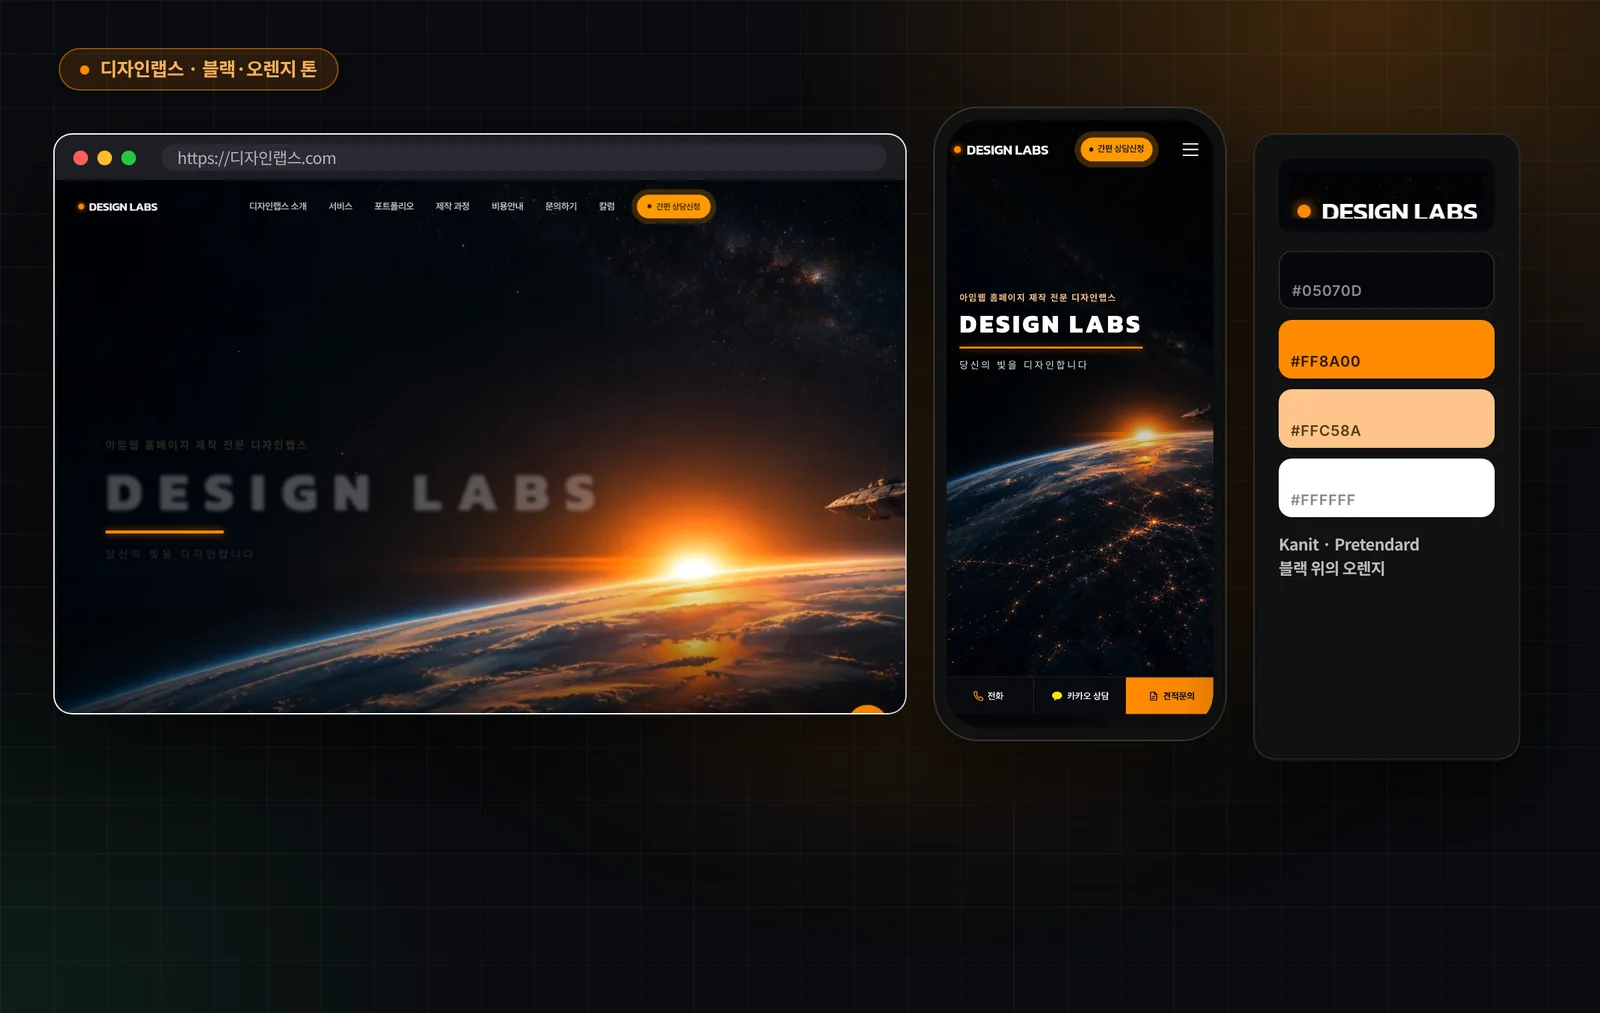 디자인랩스 · 블랙·오렌지 톤
https://디자인랩스.com
DESIGN LABS
디자인랩스 소개 서비스 포트폴리오 제작 과정 비용안내 문의하기 칼럼 간편 상담신청
아임웹 홈페이지 제작 전문 디자인랩스
DESIGN LABS
당신의 빛을 디자인합니다
DESIGN LABS 간편 상담신청
아임웹 홈페이지 제작 전문 디자인랩스
DESIGN LABS
당신의 빛을 디자인합니다
전화 카카오 상담 견적문의
DESIGN LABS
#05070D
#FF8A00
#FFC58A
#FFFFFF
Kanit · Pretendard
블랙 위의 오렌지